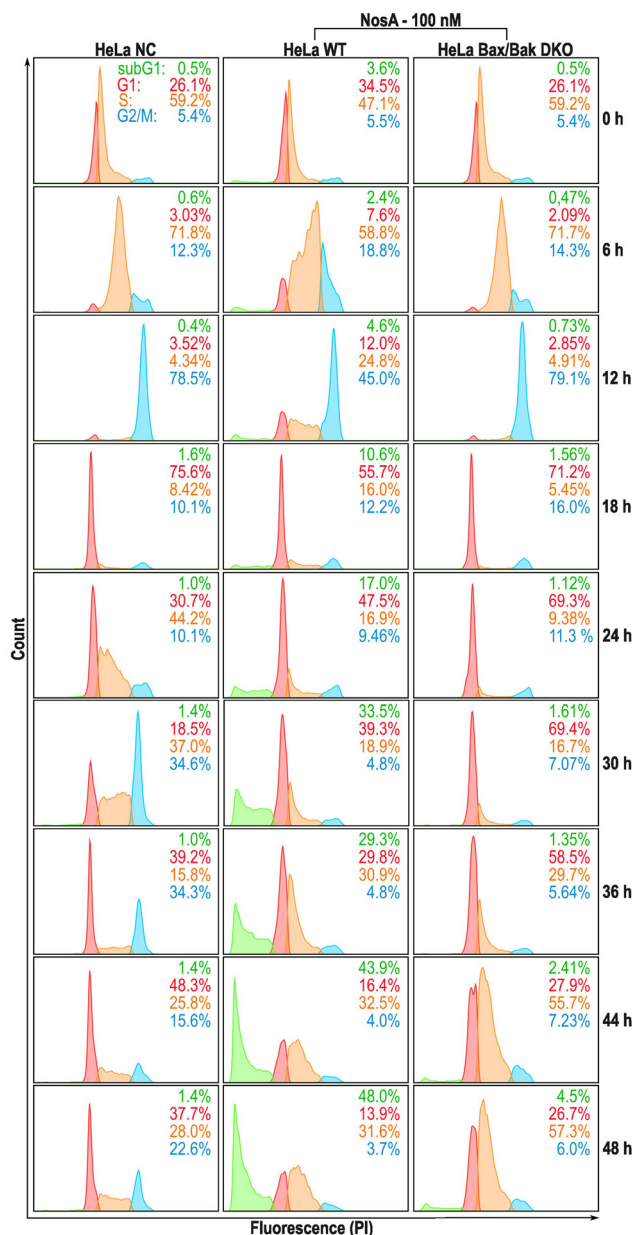 NosA - 100 nM
HeLa NC HeLa WT HeLa Bax/Bak DKO
subG1: 0.5% 3.6% 0.5%
G1: 26.1% 34.5% 26.1%
S: 59.2% 47.1% 59.2%
G2/M: 5.4% 5.5% 5.4%
0 h
0.6% 2.4% 0,47%
3.03% 7.6% 2.09%
71.8% 58.8% 71.7%
12.3% 18.8% 14.3%
6 h
0.4% 4.6% 0.73%
3.52% 12.0% 2.85%
4.34% 24.8% 4.91%
78.5% 45.0% 79.1%
12 h
1.6% 10.6% 1.56%
75.6% 55.7% 71.2%
8.42% 16.0% 5.45%
10.1% 12.2% 16.0%
18 h
1.0% 17.0% 1.12%
30.7% 47.5% 69.3%
44.2% 16.9% 9.38%
10.1% 9.46% 11.3 %
24 h
1.4% 33.5% 1.61%
18.5% 39.3% 69.4%
37.0% 18.9% 16.7%
34.6% 4.8% 7.07%
30 h
1.0% 29.3% 1.35%
39.2% 29.8% 58.5%
15.8% 30.9% 29.7%
34.3% 4.8% 5.64%
36 h
1.4% 43.9% 2.41%
48.3% 16.4% 27.9%
25.8% 32.5% 55.7%
15.6% 4.0% 7.23%
44 h
1.4% 48.0% 4.5%
37.7% 13.9% 26.7%
28.0% 31.6% 57.3%
22.6% 3.7% 6.0%
48 h
Count
Fluorescence (PI)